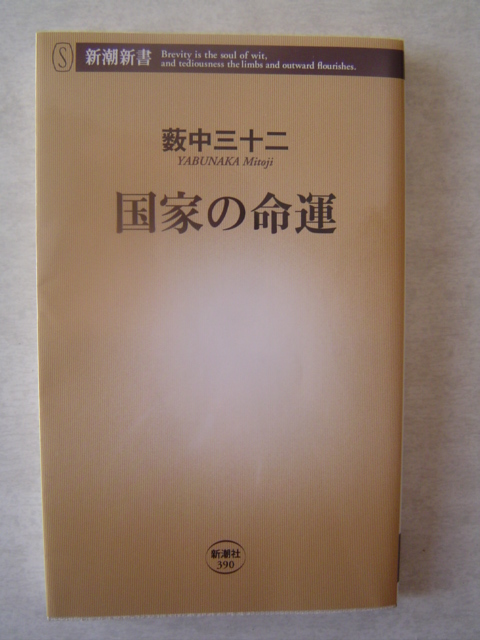 S
新潮新書
Brevity is the soul of wit,
and tediousness the limbs and outward flourishes.
薮中三十二
YABUNAKA Mitoji
国家の命運
新潮社
390